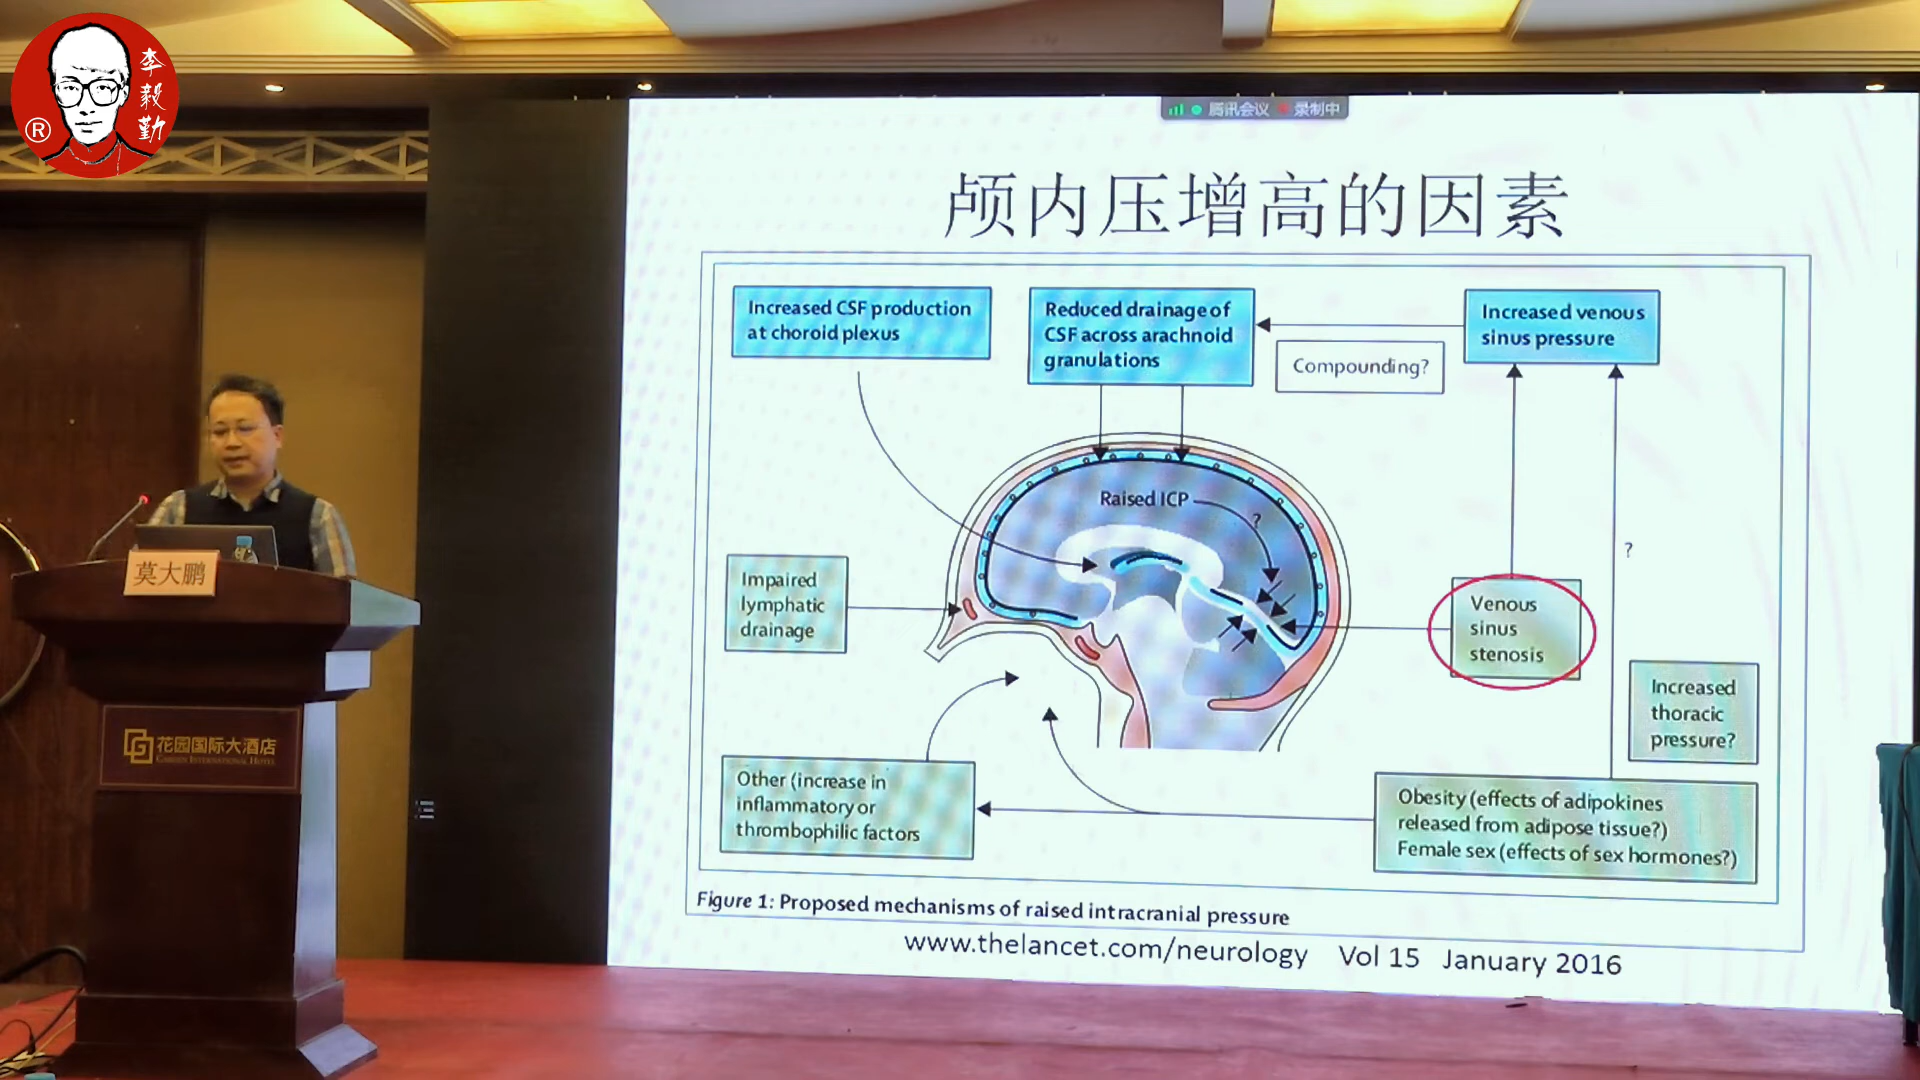 李毅勤
®
腾讯会议 录制中
颅内压增高的因素
Increased CSF production
at choroid plexus
Reduced drainage of
CSF across arachnoid
granulations
Increased venous
sinus pressure
Compounding?
Raised ICP
?
Impaired
lymphatic
drainage
Venous
sinus
stenosis
?
Increased
thoracic
pressure?
Other (increase in
inflammatory or
thrombophilic factors
Obesity (effects of adipokines
released from adipose tissue?)
Female sex (effects of sex hormones?)
Figure 1: Proposed mechanisms of raised intracranial pressure
www.thelancet.com/neurology Vol 15 January 2016
莫大鹏
花园国际大酒店
GARDEN INTERNATIONAL HOTEL